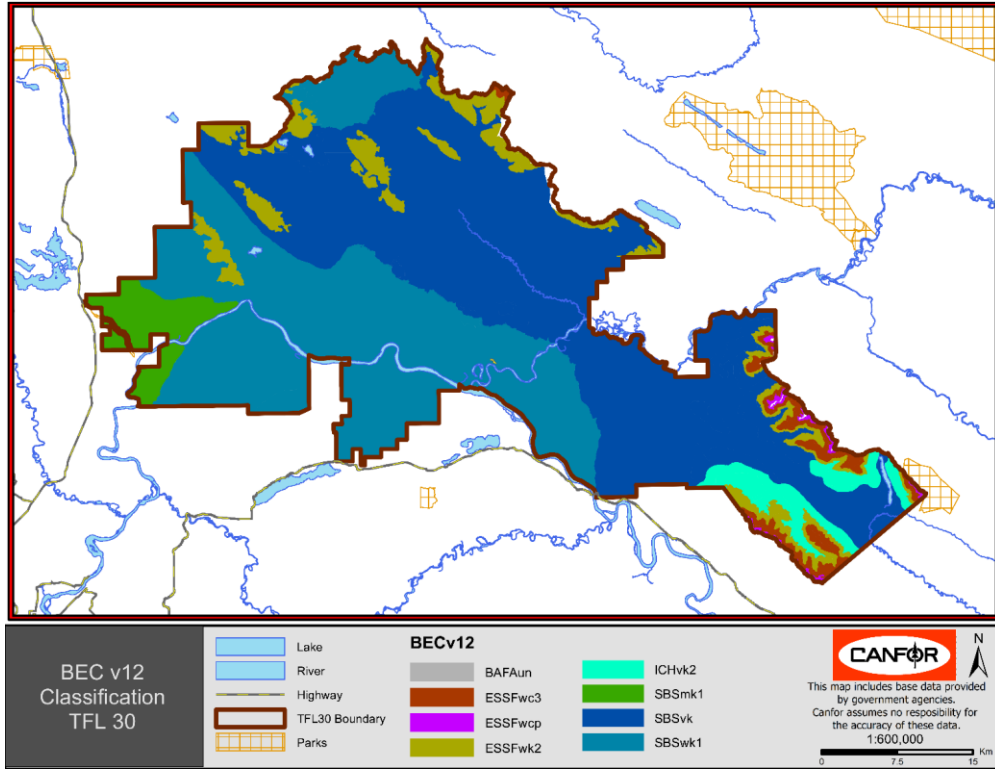 BEC v12
Classification
TFL 30
Lake
River
Highway
TFL30 Boundary
Parks
BECv12
BAFAun
ESSFwc3
ESSFwcp
ESSFwk2
ICHvk2
SBSmk1
SBSvk
SBSwk1
CANFOR
N
This map includes base data provided
by government agencies.
Canfor assumes no resposibility for
the accuracy of these data.
1:600,000
Km
0 7.5 15